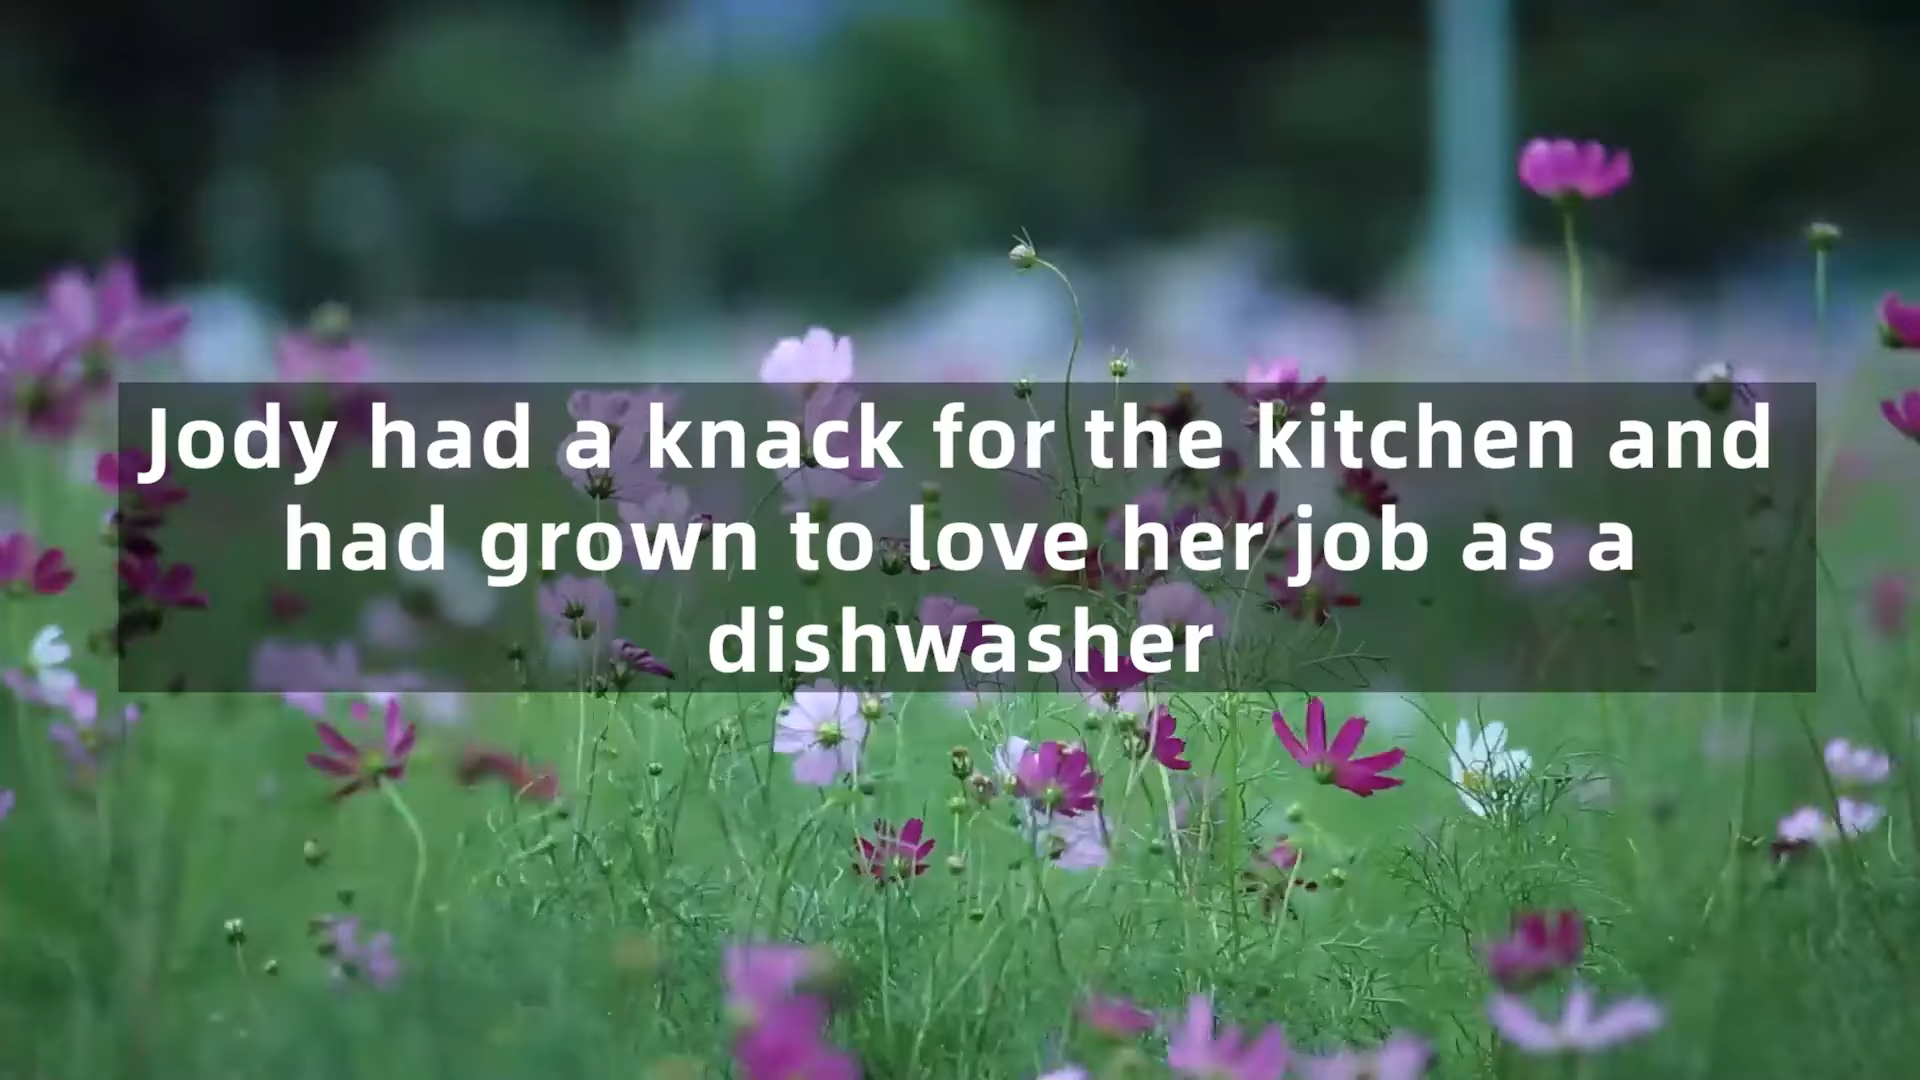 Jody had a knack for the kitchen and
had grown to love her job as a
dishwasher